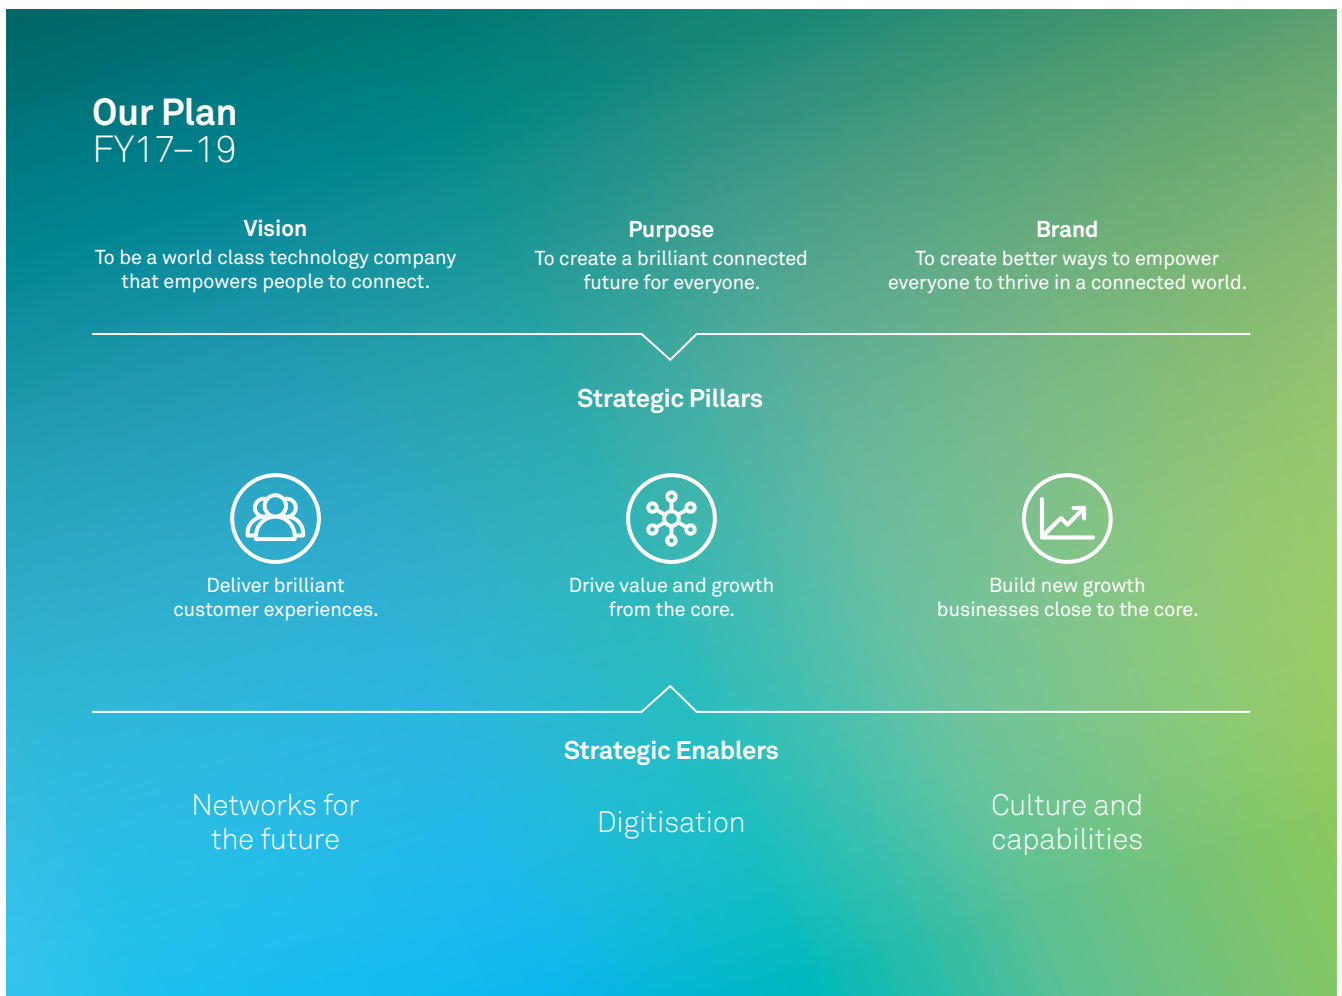 Our Plan
FY17–19
Vision
To be a world class technology company
that empowers people to connect.
Purpose
To create a brilliant connected
future for everyone.
Brand
To create better ways to empower
everyone to thrive in a connected world.
Strategic Pillars
Deliver brilliant
customer experiences.
Drive value and growth
from the core.
Build new growth
businesses close to the core.
Strategic Enablers
Networks for
the future
Digitisation
Culture and
capabilities